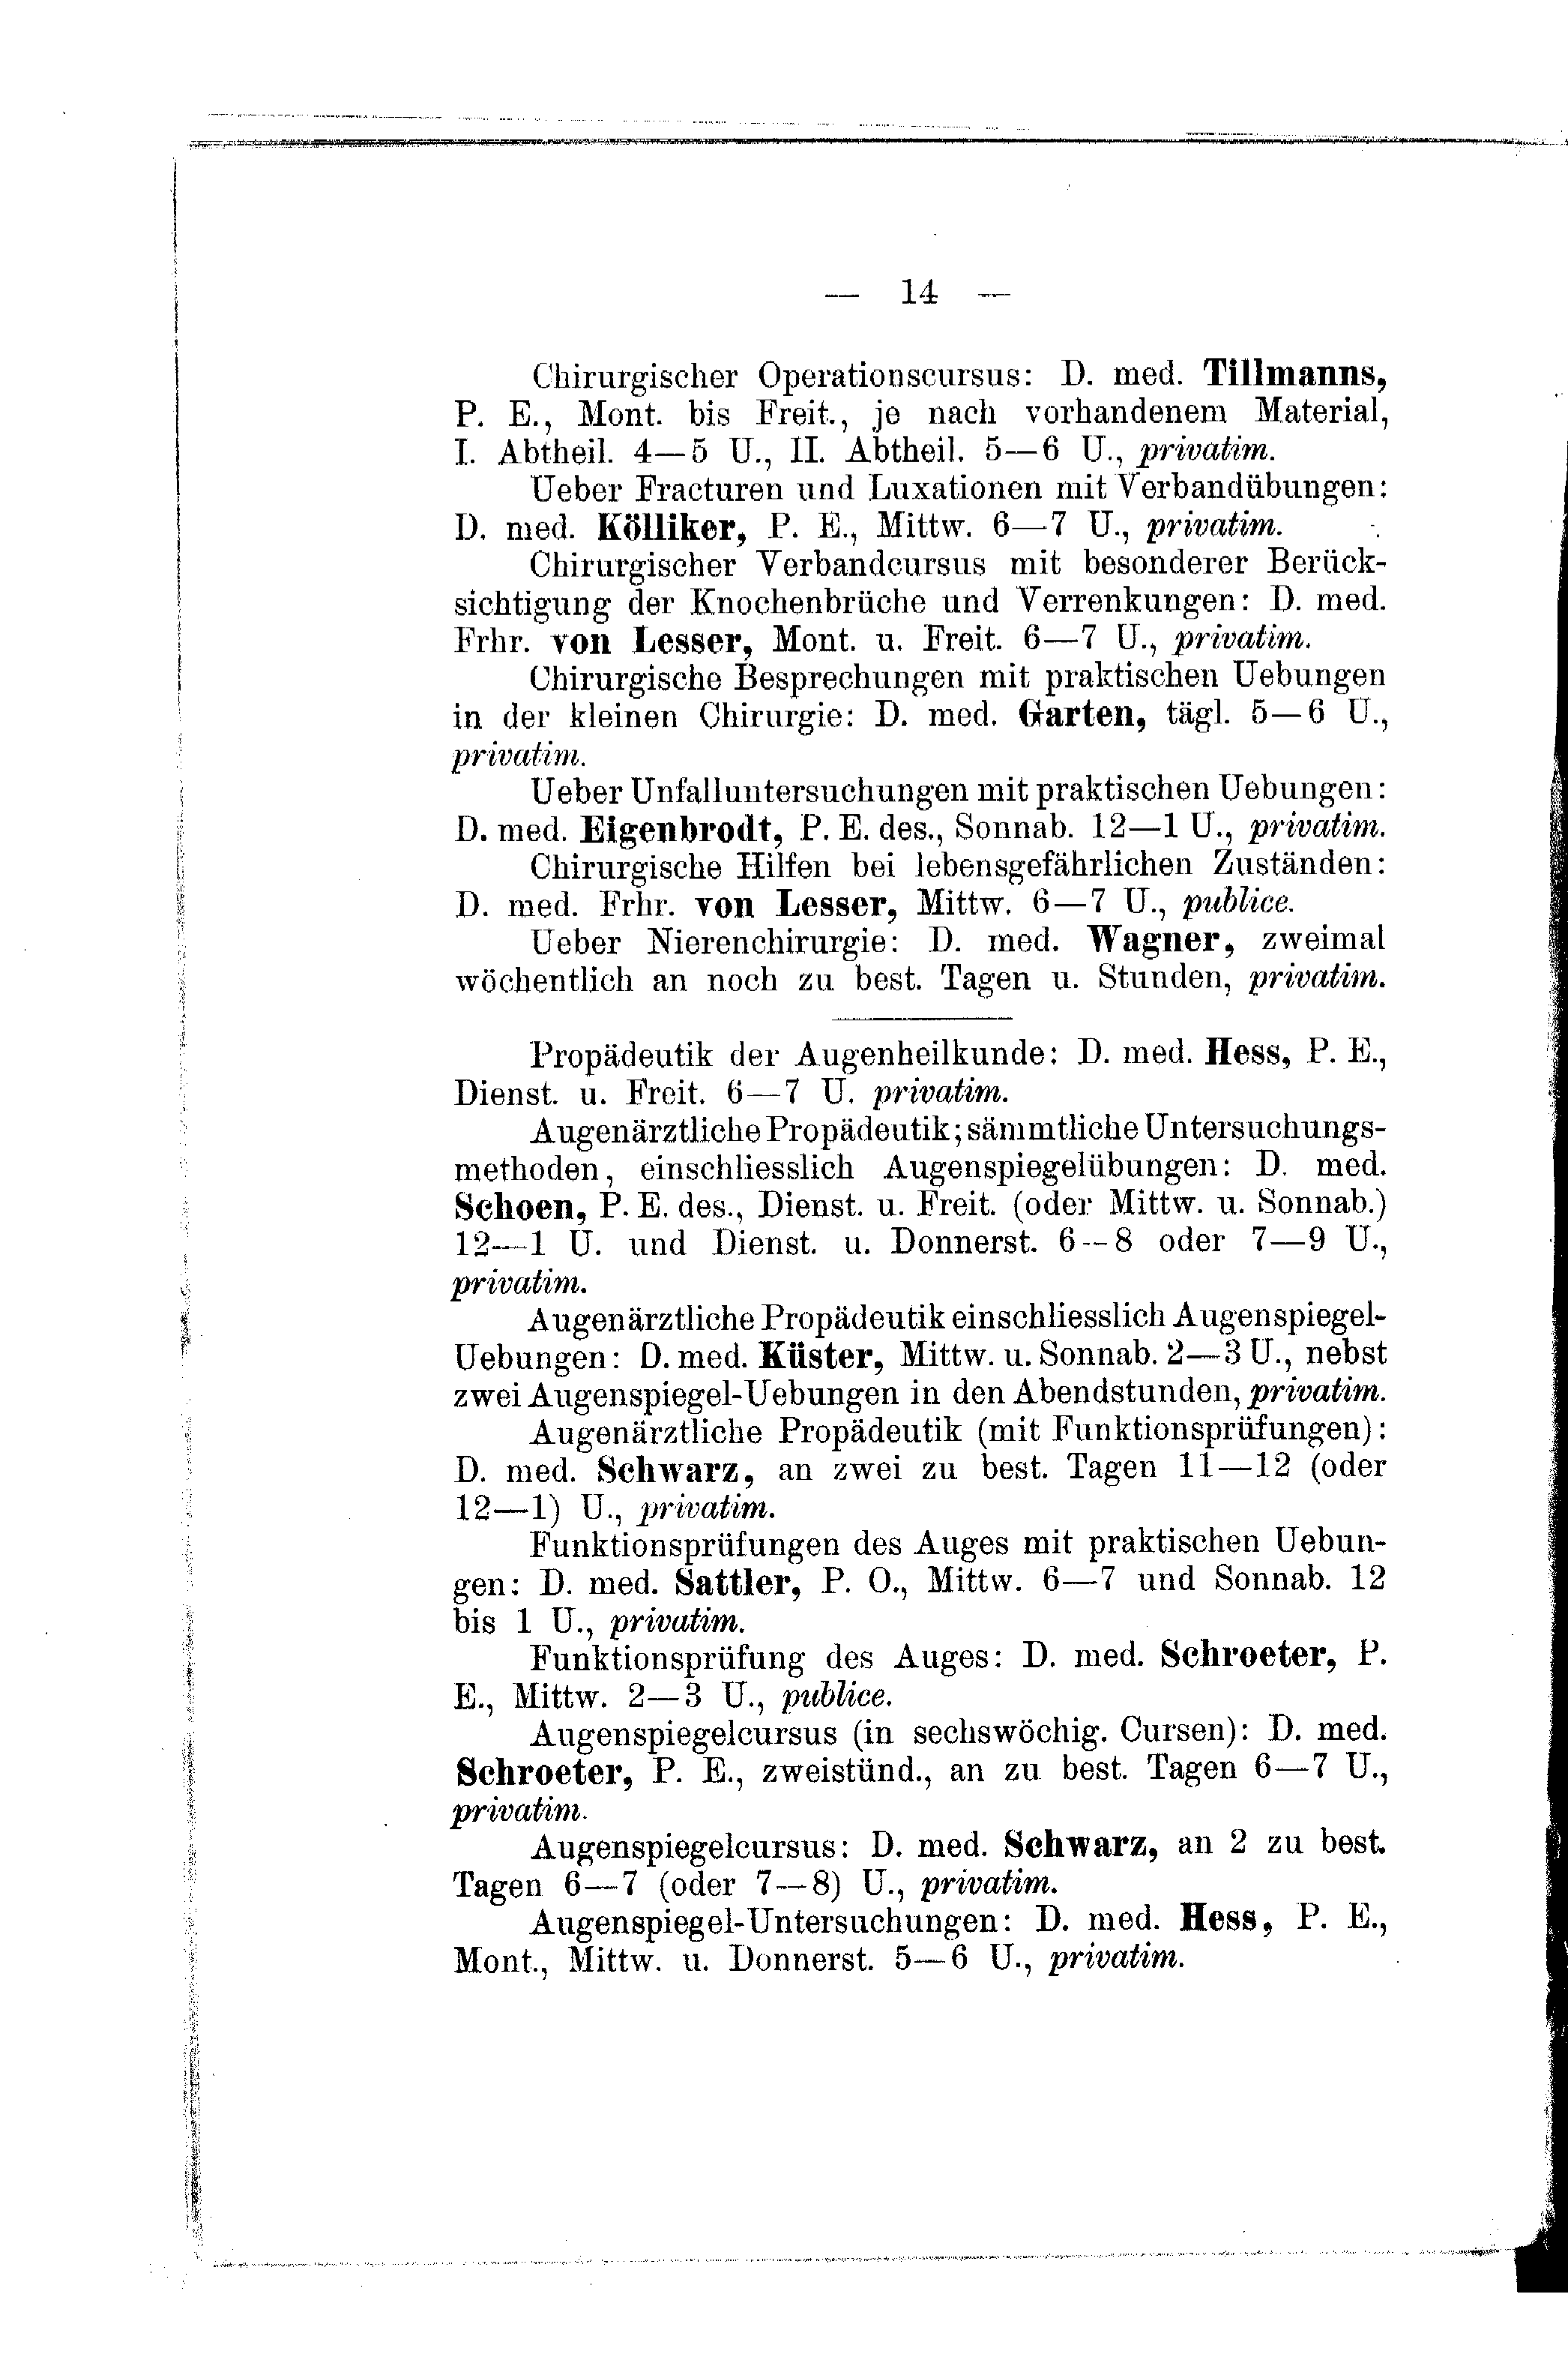 — 14 —
Chirurgischer Operationscursus: D. med. Tillmanns,
P. E., Mont. bis Freit., je nach vorhandenem Material,
I. Abtheil. 4—5 U., II. Abtheil. 5—6 U., privatim.
Ueber Fracturen und Luxationen mit Verbandübungen:
D. med. Kölliker, P. E., Mittw. 6—7 U., privatim.
Chirurgischer Verbandcursus mit besonderer Berück-
sichtigung der Knochenbrüche und Verrenkungen: D. med.
Frhr. von Lesser, Mont. u. Freit. 6—7 U., privatim.
Chirurgische Besprechungen mit praktischen Uebungen
in der kleinen Chirurgie: D. med. Garten, tägl. 5—6 U.,
privatim.
Ueber Unfalluntersuchungen mit praktischen Uebungen:
D. med. Eigenbrodt, P. E. des., Sonnab. 12—1 U., privatim.
Chirurgische Hilfen bei lebensgefährlichen Zuständen:
D. med. Frhr. von Lesser, Mittw. 6—7 U., publice.
Ueber Nierenchirurgie: D. med. Wagner, zweimal
wöchentlich an noch zu best. Tagen u. Stunden, privatim.
Propädeutik der Augenheilkunde: D. med. Hess, P. E.,
Dienst. u. Freit. 6—7 U. privatim.
Augenärztliche Propädeutik; sämmtliche Untersuchungs-
methoden, einschliesslich Augenspiegelübungen: D. med.
Schoen, P. E. des., Dienst. u. Freit. (oder Mittw. u. Sonnab.)
12—1 U. und Dienst. u. Donnerst. 6—8 oder 7—9 U.,
privatim.
Augenärztliche Propädeutik einschliesslich Augenspiegel-
Uebungen: D. med. Küster, Mittw. u. Sonnab. 2—3 U., nebst
zwei Augenspiegel-Uebungen in den Abendstunden, privatim.
Augenärztliche Propädeutik (mit Funktionsprüfungen):
D. med. Schwarz, an zwei zu best. Tagen 11—12 (oder
12—1) U., privatim.
Funktionsprüfungen des Auges mit praktischen Uebun-
gen: D. med. Sattler, P. O., Mittw. 6—7 und Sonnab. 12
bis 1 U., privatim.
Funktionsprüfung des Auges: D. med. Schroeter, P.
E., Mittw. 2—3 U., publice.
Augenspiegelcursus (in sechswöchig. Cursen): D. med.
Schroeter, P. E., zweistünd., an zu best. Tagen 6—7 U.,
privatim.
Augenspiegelcursus: D. med. Schwarz, an 2 zu best.
Tagen 6—7 (oder 7—8) U., privatim.
Augenspiegel-Untersuchungen: D. med. Hess, P. E.,
Mont., Mittw. u. Donnerst. 5—6 U., privatim.